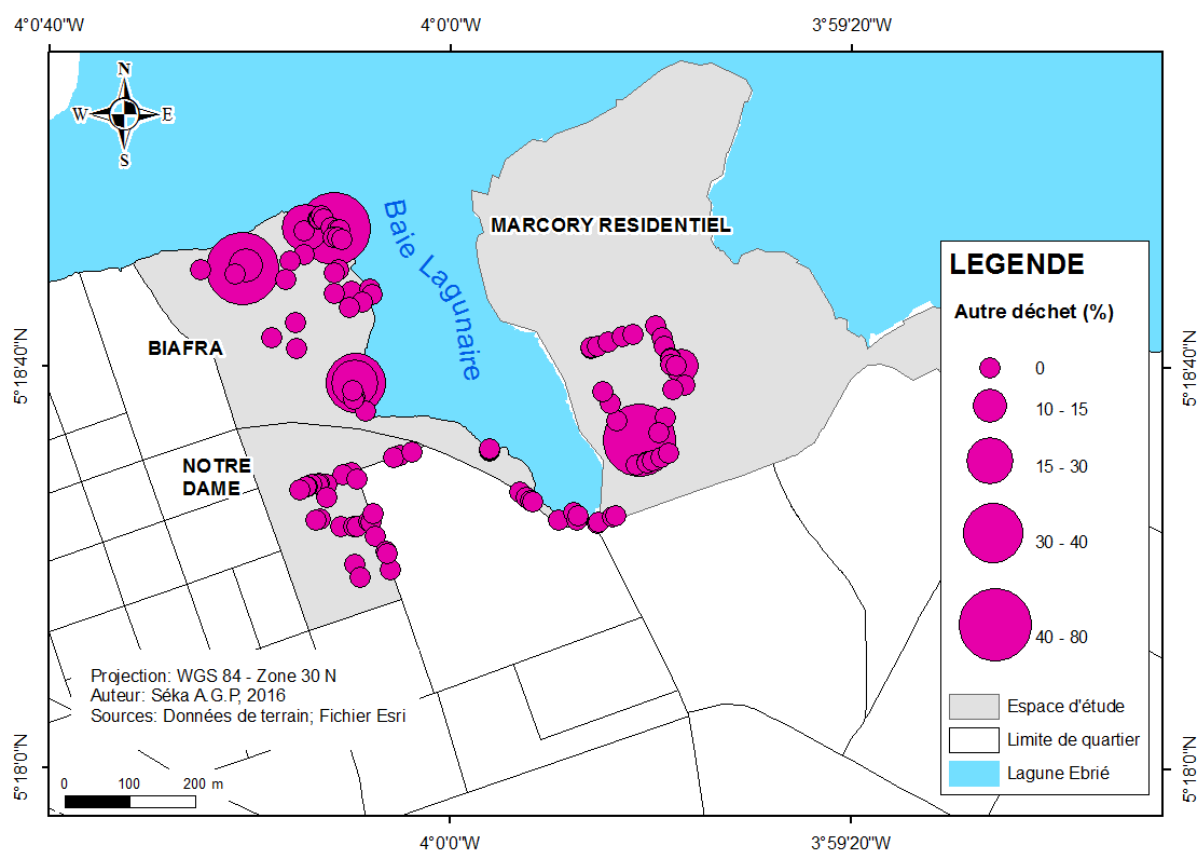 4°0'40"W
4°0'0"W
3°59'20"W
N
W
E
S
Baie Lagunaire
MARCORY RESIDENTIEL
BIAFRA
NOTRE
DAME
5°18'40"N
5°18'40"N
5°18'0"N
5°18'0"N
LEGENDE
Autre déchet (%)
0
10 - 15
15 - 30
30 - 40
40 - 80
Espace d'étude
Limite de quartier
Lagune Ebrié
Projection: WGS 84 - Zone 30 N
Auteur: Séka A.G.P, 2016
Sources: Données de terrain; Fichier Esri
0 100 200 m
4°0'0"W
3°59'20"W